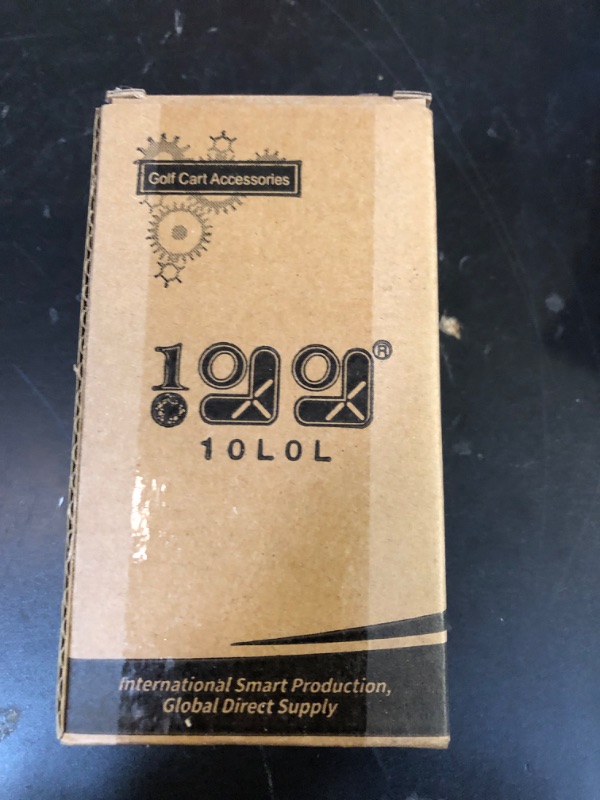 Golf Cart Accessories
®
10L0L
International Smart Production,
Global Direct Supply